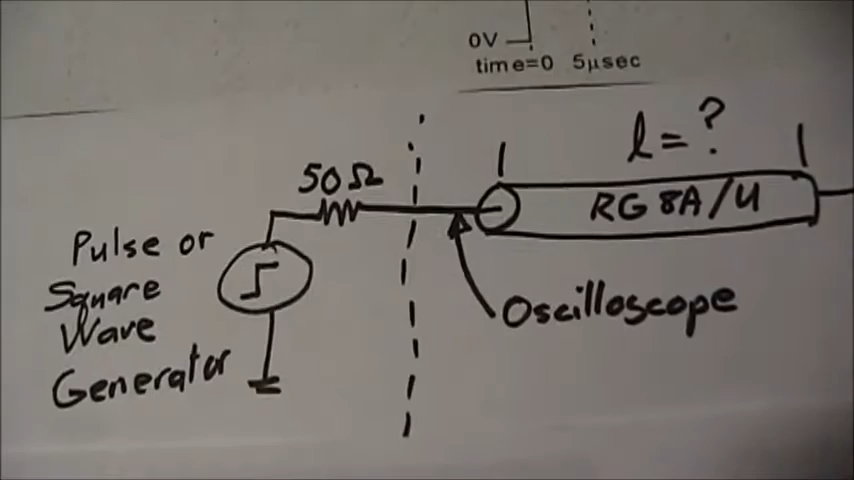 0V
time=0 5μsec
l = ?
50Ω
RG 8A/U
Pulse or
Square
Wave
Generator
Oscilloscope